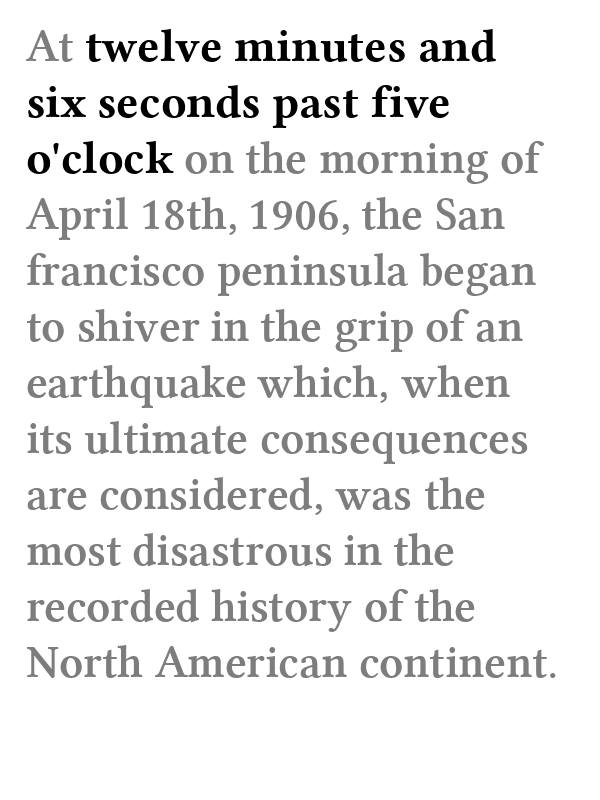 At twelve minutes and
six seconds past five
o'clock on the morning of
April 18th, 1906, the San
francisco peninsula began
to shiver in the grip of an
earthquake which, when
its ultimate consequences
are considered, was the
most disastrous in the
recorded history of the
North American continent.